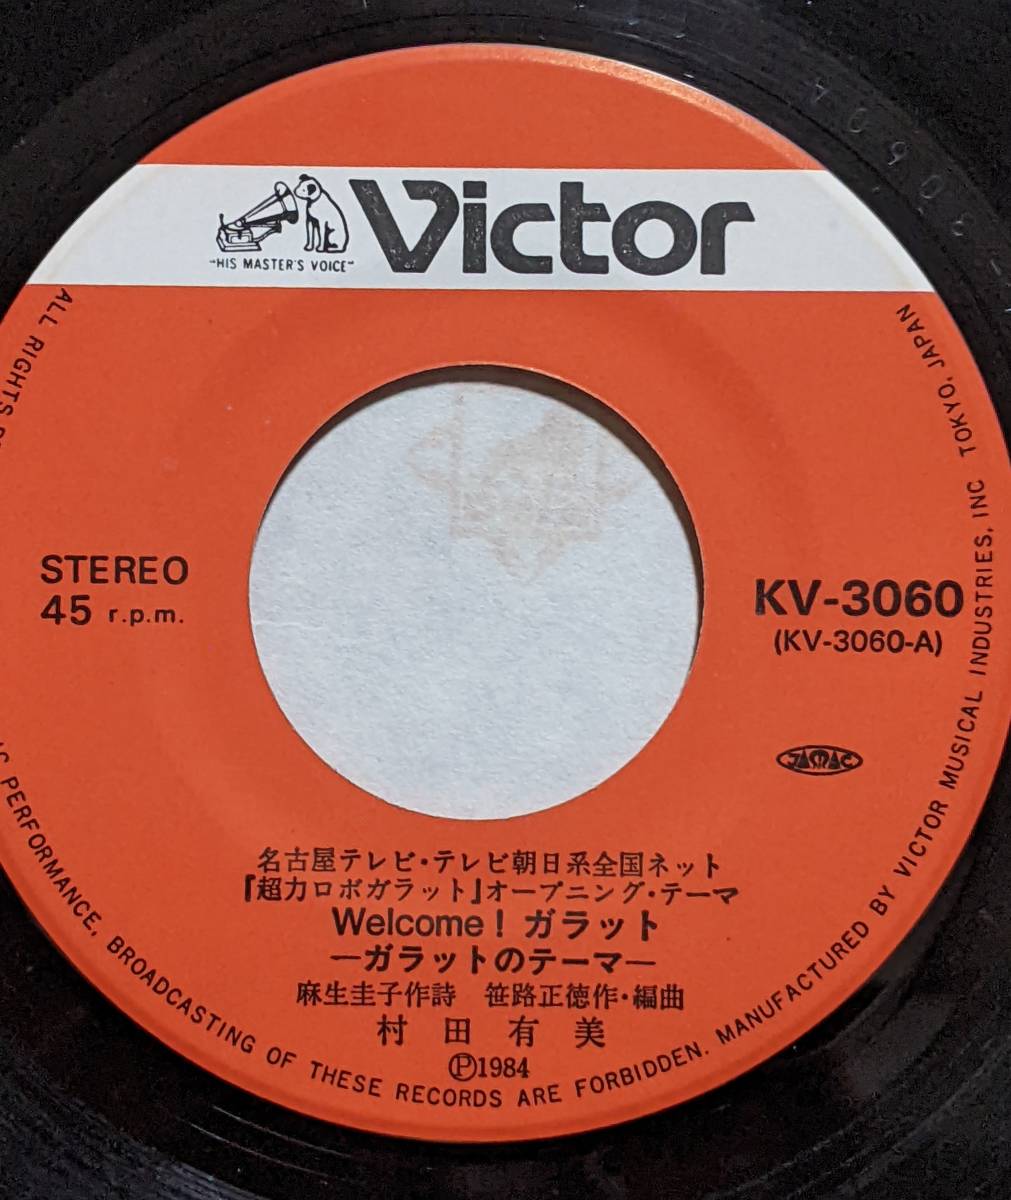 Victor
"HIS MASTER'S VOICE"
STEREO
45 r.p.m.
KV-3060
(KV-3060-A)
JASRAC
名古屋テレビ・テレビ朝日系全国ネット
『超力ロボガラット』オープニング・テーマ
Welcome! ガラット
―ガラットのテーマ―
麻生圭子作詩 笹路正徳作・編曲
村田有美
Ⓟ1984
ALL RIGHTS
PERFORMANCE, BROADCASTING OF THESE RECORDS ARE FORBIDDEN. MANUFACTURED BY VICTOR MUSICAL INDUSTRIES, INC TOKYO, JAPAN